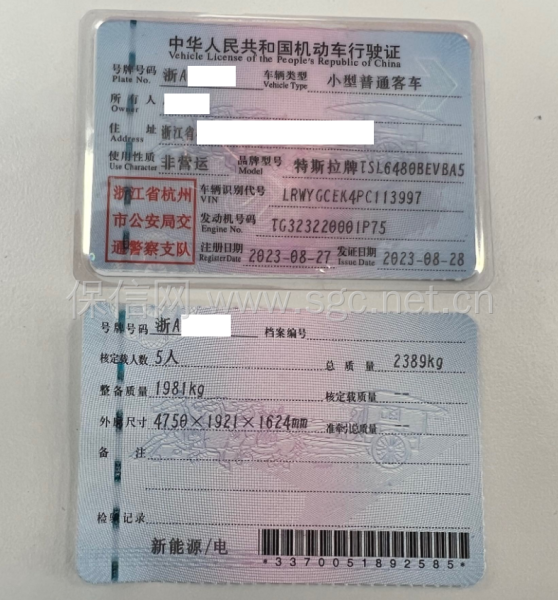 中华人民共和国机动车行驶证
Vehicle License of the People's Republic of China
号牌号码 浙A 车辆类型 小型普通客车
Plate No. Vehicle Type
所有人
Owner
住址 浙江省
Address
使用性质 非营运 品牌型号 特斯拉牌TSL6480BEVBA5
Use Character Model
浙江省杭州 车辆识别代号 LRWYGCEK4PC113997
VIN
市公安局交 发动机号码 TG323220001P75
Engine No.
通警察支队 注册日期 2023-08-27 发证日期 2023-08-28
Register Date Issue Date
保信网 www.sgc.net.cn
号牌号码 浙A 档案编号
核定载人数 5人 总质量 2389kg
整备质量 1981kg 核定载质量 --
外廓尺寸 4750×1921×1624mm 准牵引总质量 --
备注
检验记录
新能源/电
*3370051892585*